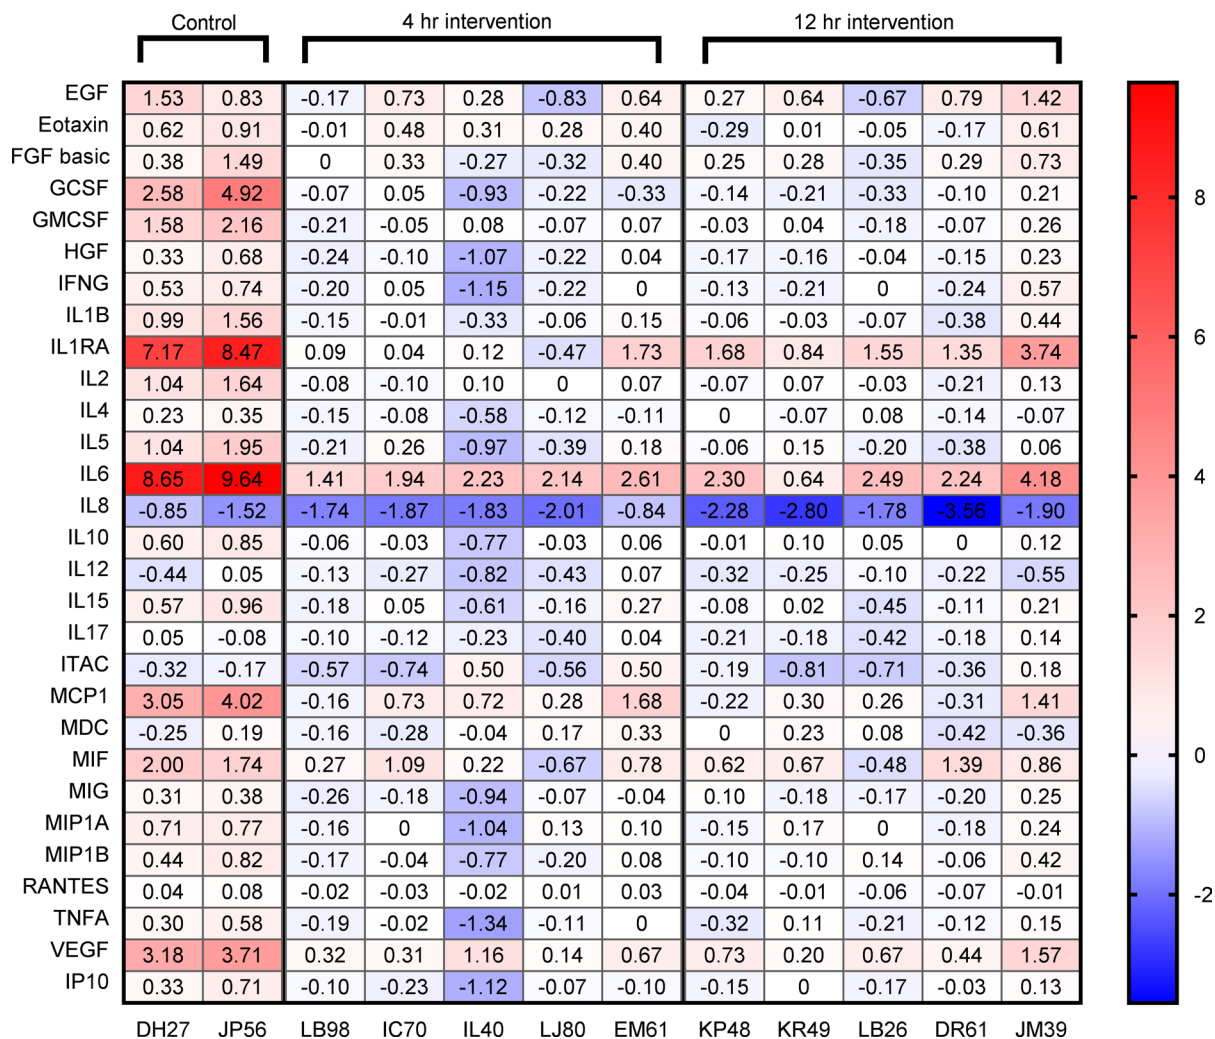 Control 4 hr intervention 12 hr intervention
EGF 1.53 0.83 -0.17 0.73 0.28 -0.83 0.64 0.27 0.64 -0.67 0.79 1.42
Eotaxin 0.62 0.91 -0.01 0.48 0.31 0.28 0.40 -0.29 0.01 -0.05 -0.17 0.61
FGF basic 0.38 1.49 0 0.33 -0.27 -0.32 0.40 0.25 0.28 -0.35 0.29 0.73
GCSF 2.58 4.92 -0.07 0.05 -0.93 -0.22 -0.33 -0.14 -0.21 -0.33 -0.10 0.21
8
GMCSF 1.58 2.16 -0.21 -0.05 0.08 -0.07 0.07 -0.03 0.04 -0.18 -0.07 0.26
HGF 0.33 0.68 -0.24 -0.10 -1.07 -0.22 0.04 -0.17 -0.16 -0.04 -0.15 0.23
IFNG 0.53 0.74 -0.20 0.05 -1.15 -0.22 0 -0.13 -0.21 0 -0.24 0.57
IL1B 0.99 1.56 -0.15 -0.01 -0.33 -0.06 0.15 -0.06 -0.03 -0.07 -0.38 0.44
6
IL1RA 7.17 8.47 0.09 0.04 0.12 -0.47 1.73 1.68 0.84 1.55 1.35 3.74
IL2 1.04 1.64 -0.08 -0.10 0.10 0 0.07 -0.07 0.07 -0.03 -0.21 0.13
IL4 0.23 0.35 -0.15 -0.08 -0.58 -0.12 -0.11 0 -0.07 0.08 -0.14 -0.07
IL5 1.04 1.95 -0.21 0.26 -0.97 -0.39 0.18 -0.06 0.15 -0.20 -0.38 0.06
IL6 8.65 9.64 1.41 1.94 2.23 2.14 2.61 2.30 0.64 2.49 2.24 4.18
4
IL8 -0.85 -1.52 -1.74 -1.87 -1.83 -2.01 -0.84 -2.28 -2.80 -1.78 -3.56 -1.90
IL10 0.60 0.85 -0.06 -0.03 -0.77 -0.03 0.06 -0.01 0.10 0.05 0 0.12
IL12 -0.44 0.05 -0.13 -0.27 -0.82 -0.43 0.07 -0.32 -0.25 -0.10 -0.22 -0.55
IL15 0.57 0.96 -0.18 0.05 -0.61 -0.16 0.27 -0.08 0.02 -0.45 -0.11 0.21
2
IL17 0.05 -0.08 -0.10 -0.12 -0.23 -0.40 0.04 -0.21 -0.18 -0.42 -0.18 0.14
ITAC -0.32 -0.17 -0.57 -0.74 0.50 -0.56 0.50 -0.19 -0.81 -0.71 -0.36 0.18
MCP1 3.05 4.02 -0.16 0.73 0.72 0.28 1.68 -0.22 0.30 0.26 -0.31 1.41
MDC -0.25 0.19 -0.16 -0.28 -0.04 0.17 0.33 0 0.23 0.08 -0.42 -0.36
0
MIF 2.00 1.74 0.27 1.09 0.22 -0.67 0.78 0.62 0.67 -0.48 1.39 0.86
MIG 0.31 0.38 -0.26 -0.18 -0.94 -0.07 -0.04 0.10 -0.18 -0.17 -0.20 0.25
MIP1A 0.71 0.77 -0.16 0 -1.04 0.13 0.10 -0.15 0.17 0 -0.18 0.24
MIP1B 0.44 0.82 -0.17 -0.04 -0.77 -0.20 0.08 -0.10 -0.10 0.14 -0.06 0.42
RANTES 0.04 0.08 -0.02 -0.03 -0.02 0.01 0.03 -0.04 -0.01 -0.06 -0.07 -0.01
-2
TNFA 0.30 0.58 -0.19 -0.02 -1.34 -0.11 0 -0.32 0.11 -0.21 -0.12 0.15
VEGF 3.18 3.71 0.32 0.31 1.16 0.14 0.67 0.73 0.20 0.67 0.44 1.57
IP10 0.33 0.71 -0.10 -0.23 -1.12 -0.07 -0.10 -0.15 0 -0.17 -0.03 0.13
DH27 JP56 LB98 IC70 IL40 LJ80 EM61 KP48 KR49 LB26 DR61 JM39